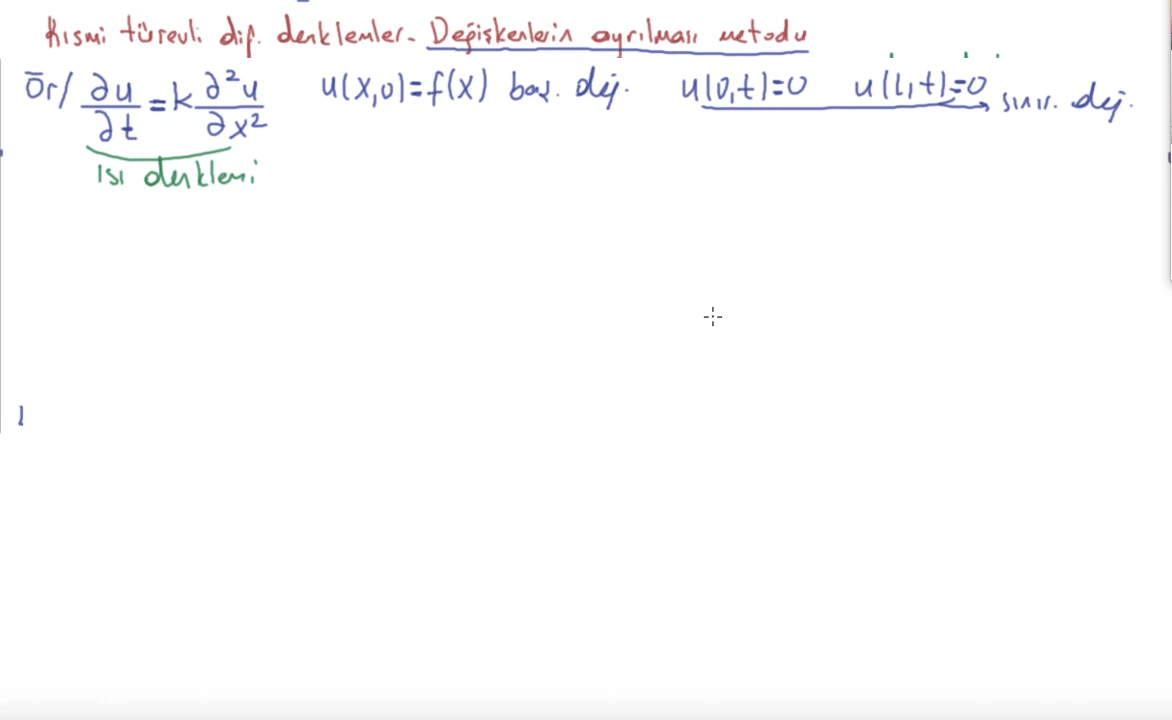 Kısmi türevli dif. denklemler- Değişkenlerin ayrılması metodu
Ör/ ∂u/∂t = k ∂²u/∂x² u(x,0)=f(x) baş. değ. u(0,t)=0 u(L,t)=0 sınır. değ.
ısı denklemi